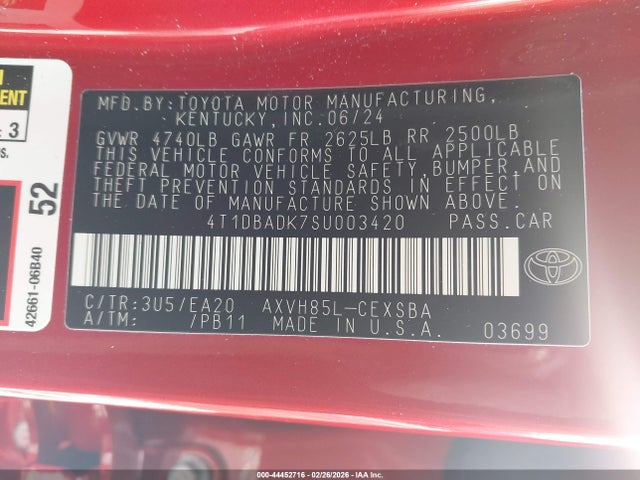 MFD.BY:TOYOTA MOTOR MANUFACTURING,
KENTUCKY,INC.06/24
GVWR 4740LB GAWR FR 2625LB RR 2500LB
THIS VEHICLE CONFORMS TO ALL APPLICABLE
FEDERAL MOTOR VEHICLE SAFETY,BUMPER,AND
THEFT PREVENTION STANDARDS IN EFFECT ON
THE DATE OF MANUFACTURE SHOWN ABOVE.
4T1DBADK7SU003420 PASS.CAR
C/TR:3U5/EA20 AXVH85L-CEXSBA
A/TM: /PB11 MADE IN U.S.A. 03699
3
52
42661-06B40
000-44452716 | 02/26/2026 | IAA, Inc.